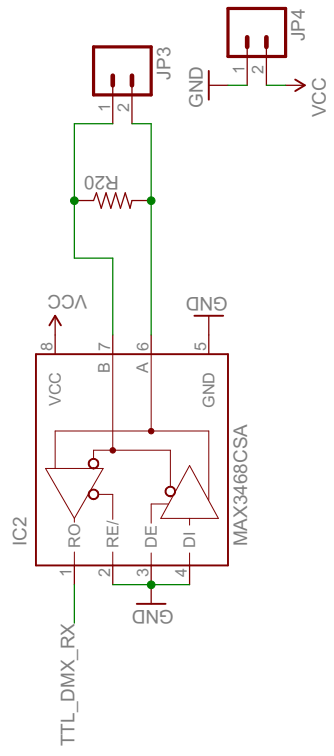 JP3
1
2
JP4
1
2
GND
VCC
R20
VCC
GND
8
7
6
5
VCC
B
A
GND
IC2
MAX3468CSA
RO
RE/
DE
DI
1
2
3
4
GND
TTL_DMX_RX